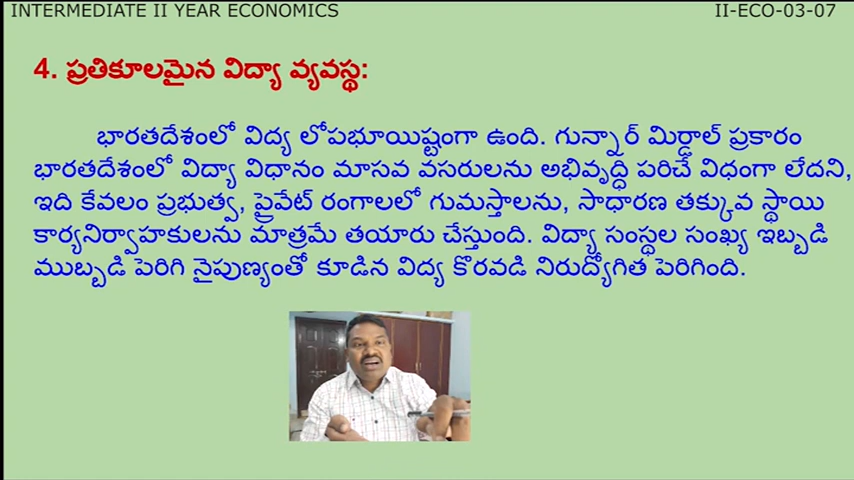 INTERMEDIATE II YEAR ECONOMICS
II-ECO-03-07
4. ప్రతికూలమైన విద్యా వ్యవస్థ:
భారతదేశంలో విద్య లోపభూయిష్టంగా ఉంది. గున్నార్ మిర్డాల్ ప్రకారం
భారతదేశంలో విద్యా విధానం మాసవ వసరులను అభివృద్ధి పరిచే విధంగా లేదని,
ఇది కేవలం ప్రభుత్వ, ప్రైవేట్ రంగాలలో గుమస్తాలను, సాధారణ తక్కువ స్థాయి
కార్యనిర్వాహకులను మాత్రమే తయారు చేస్తుంది. విద్యా సంస్థల సంఖ్య ఇబ్బడి
ముబ్బడి పెరిగి నైపుణ్యంతో కూడిన విద్య కొరవడి నిరుద్యోగిత పెరిగింది.